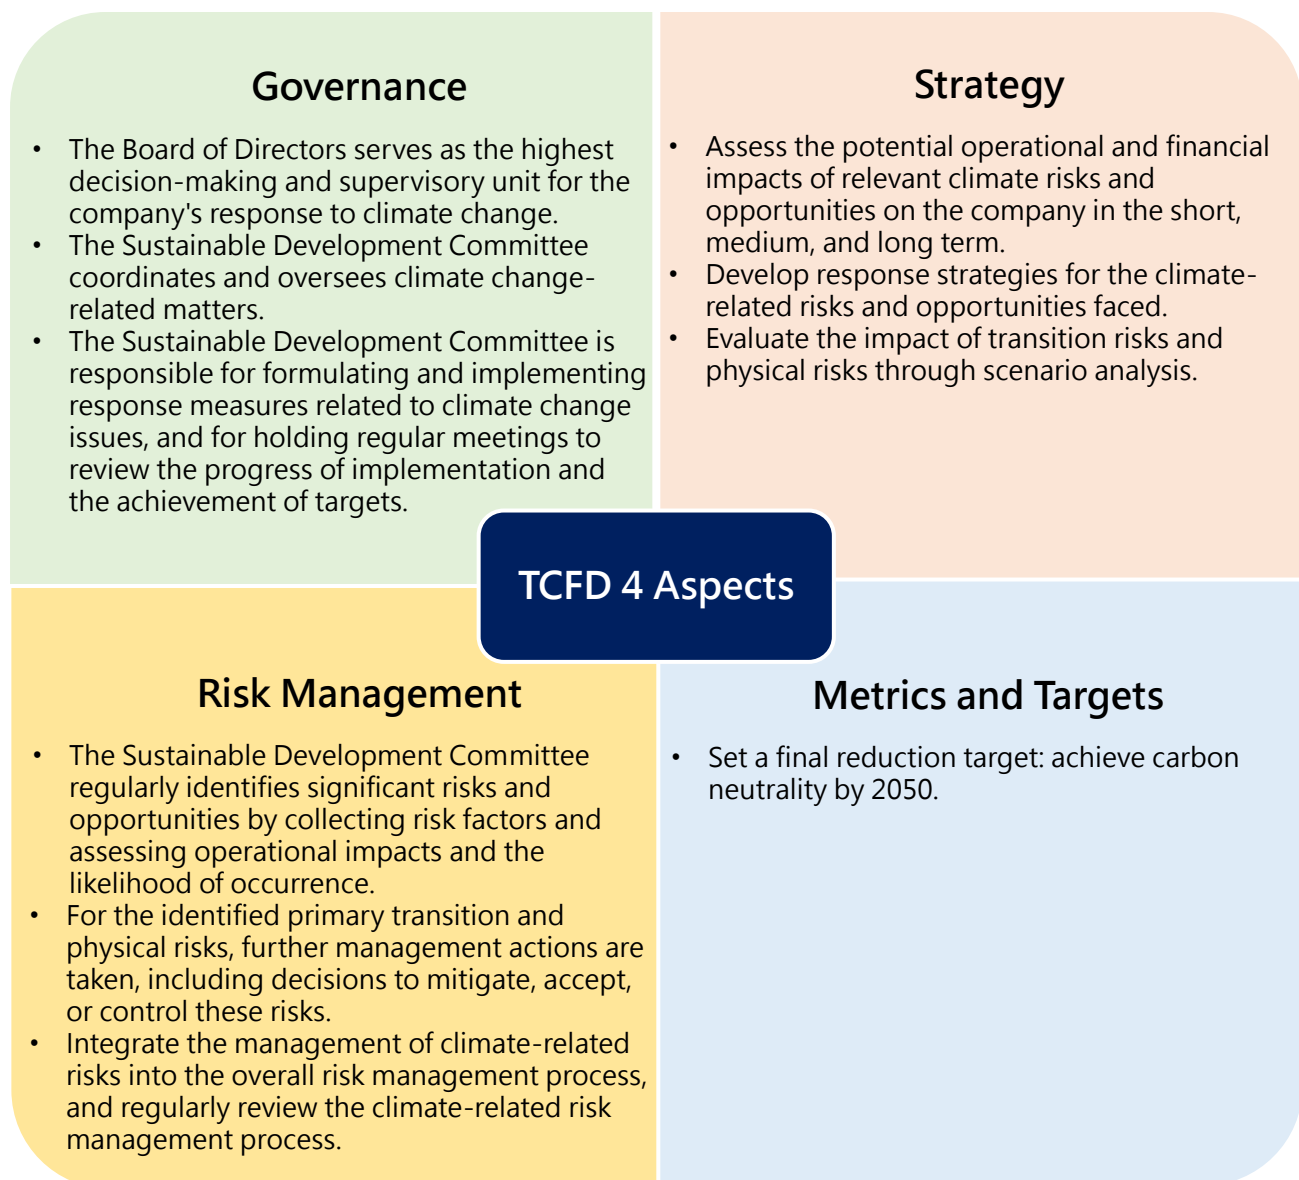 Governance
• The Board of Directors serves as the highest
decision-making and supervisory unit for the
company's response to climate change.
• The Sustainable Development Committee
coordinates and oversees climate change-
related matters.
• The Sustainable Development Committee is
responsible for formulating and implementing
response measures related to climate change
issues, and for holding regular meetings to
review the progress of implementation and
the achievement of targets.
Strategy
• Assess the potential operational and financial
impacts of relevant climate risks and
opportunities on the company in the short,
medium, and long term.
• Develop response strategies for the climate-
related risks and opportunities faced.
• Evaluate the impact of transition risks and
physical risks through scenario analysis.
TCFD 4 Aspects
Risk Management
• The Sustainable Development Committee
regularly identifies significant risks and
opportunities by collecting risk factors and
assessing operational impacts and the
likelihood of occurrence.
• For the identified primary transition and
physical risks, further management actions are
taken, including decisions to mitigate, accept,
or control these risks.
• Integrate the management of climate-related
risks into the overall risk management process,
and regularly review the climate-related risk
management process.
Metrics and Targets
• Set a final reduction target: achieve carbon
neutrality by 2050.